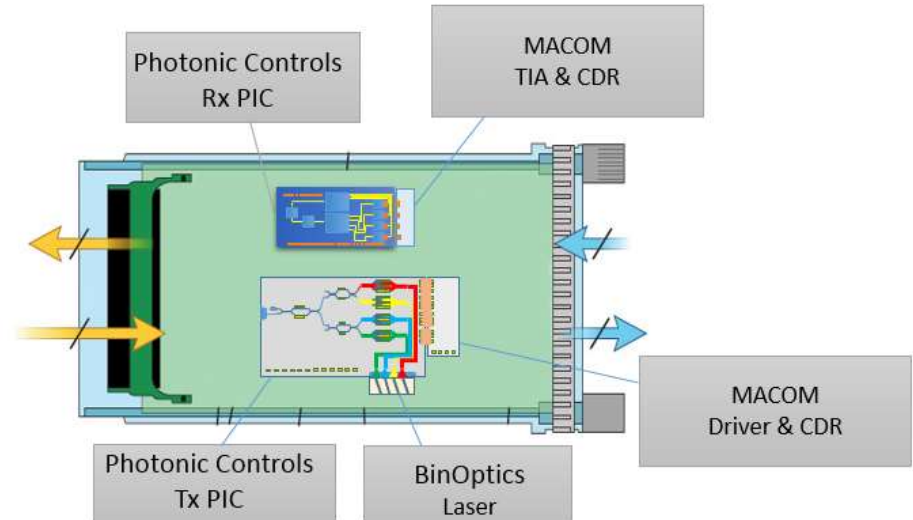 Photonic Controls
Rx PIC
MACOM
TIA & CDR
MACOM
Driver & CDR
Photonic Controls
Tx PIC
BinOptics
Laser